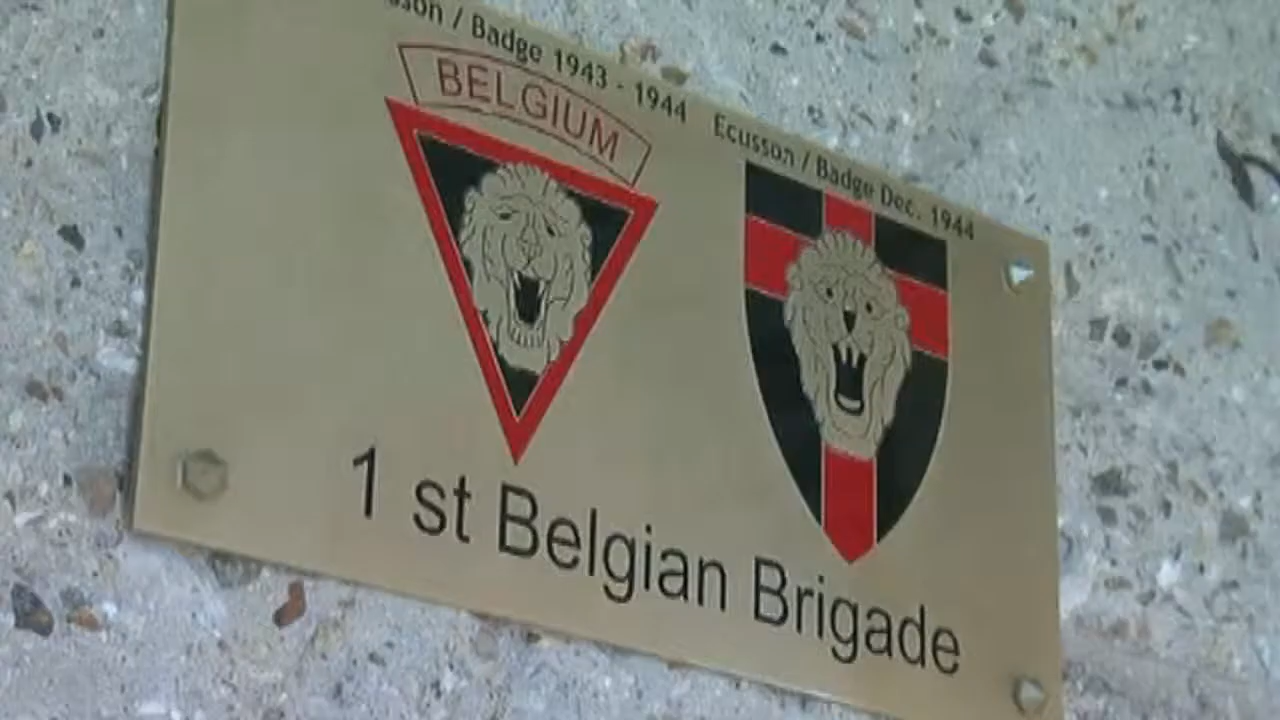 / Badge 1943 - 1944
Ecusson / Badge Dec. 1944
BELGIUM
1 st Belgian Brigade